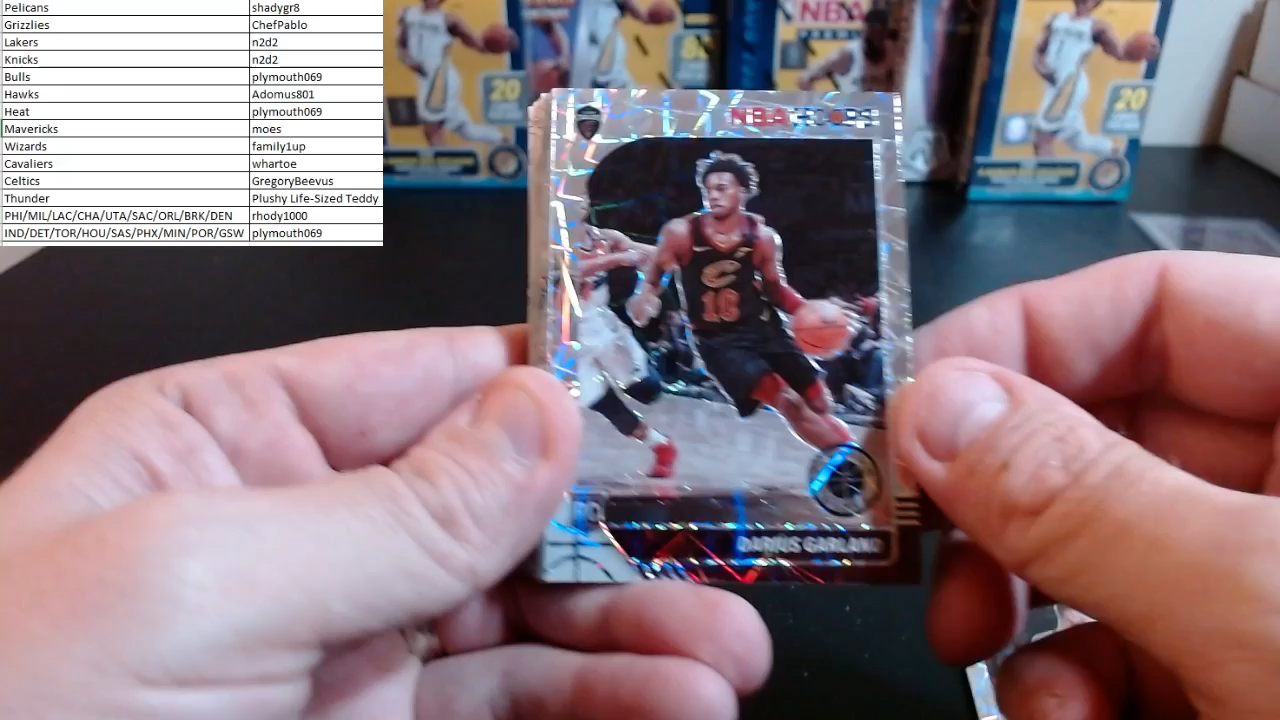 Pelicans shadygr8
Grizzlies ChefPablo
Lakers n2d2
Knicks n2d2
Bulls plymouth069
Hawks Adomus801
Heat plymouth069
Mavericks moes
Wizards family1up
Cavaliers whartoe
Celtics GregoryBeevus
Thunder Plushy Life-Sized Teddy
PHI/MIL/LAC/CHA/UTA/SAC/ORL/BRK/DEN rhody1000
IND/DET/TOR/HOU/SAS/PHX/MIN/POR/GSW plymouth069
NBA
20
20
NBA HOOPS
C
10
DARIUS GARLAND